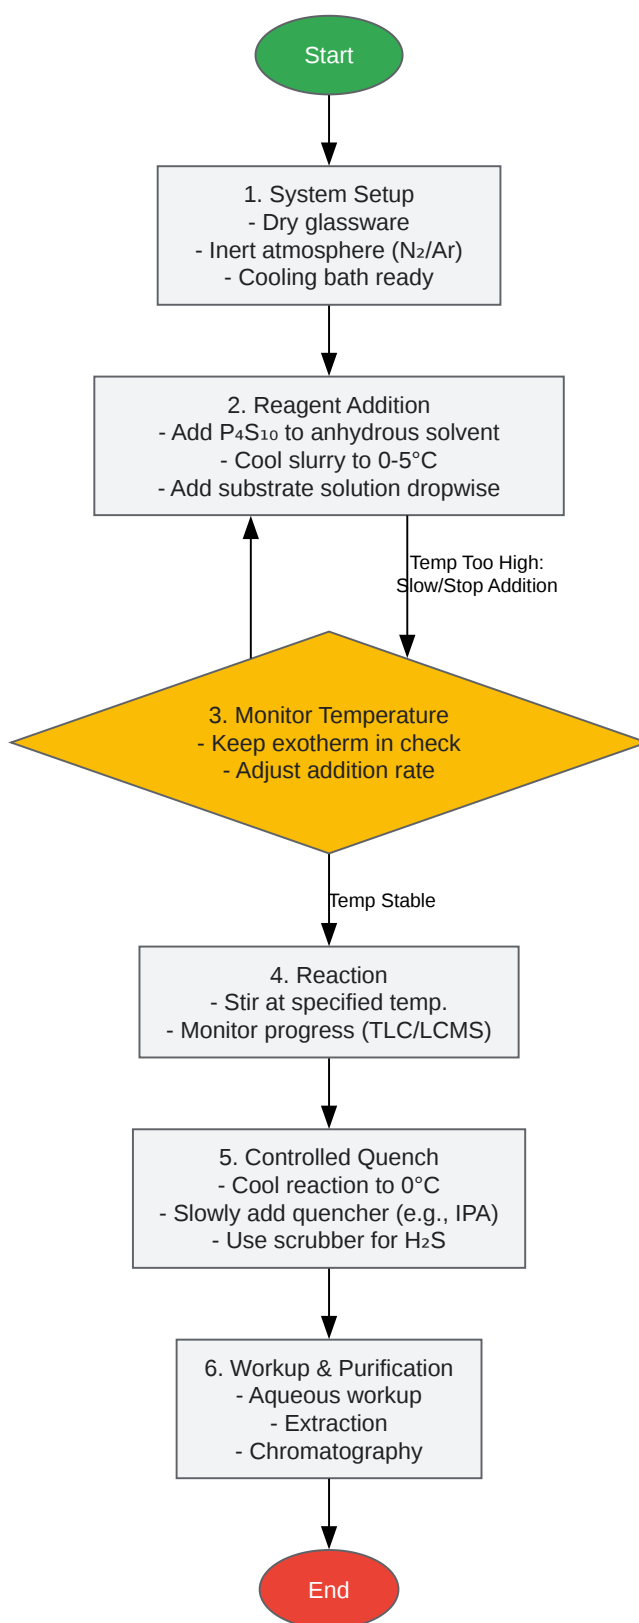 Start
1. System Setup
- Dry glassware
- Inert atmosphere (N₂/Ar)
- Cooling bath ready
2. Reagent Addition
- Add P₄S₁₀ to anhydrous solvent
- Cool slurry to 0-5°C
- Add substrate solution dropwise
Temp Too High:
Slow/Stop Addition
3. Monitor Temperature
- Keep exotherm in check
- Adjust addition rate
Temp Stable
4. Reaction
- Stir at specified temp.
- Monitor progress (TLC/LCMS)
5. Controlled Quench
- Cool reaction to 0°C
- Slowly add quencher (e.g., IPA)
- Use scrubber for H₂S
6. Workup & Purification
- Aqueous workup
- Extraction
- Chromatography
End